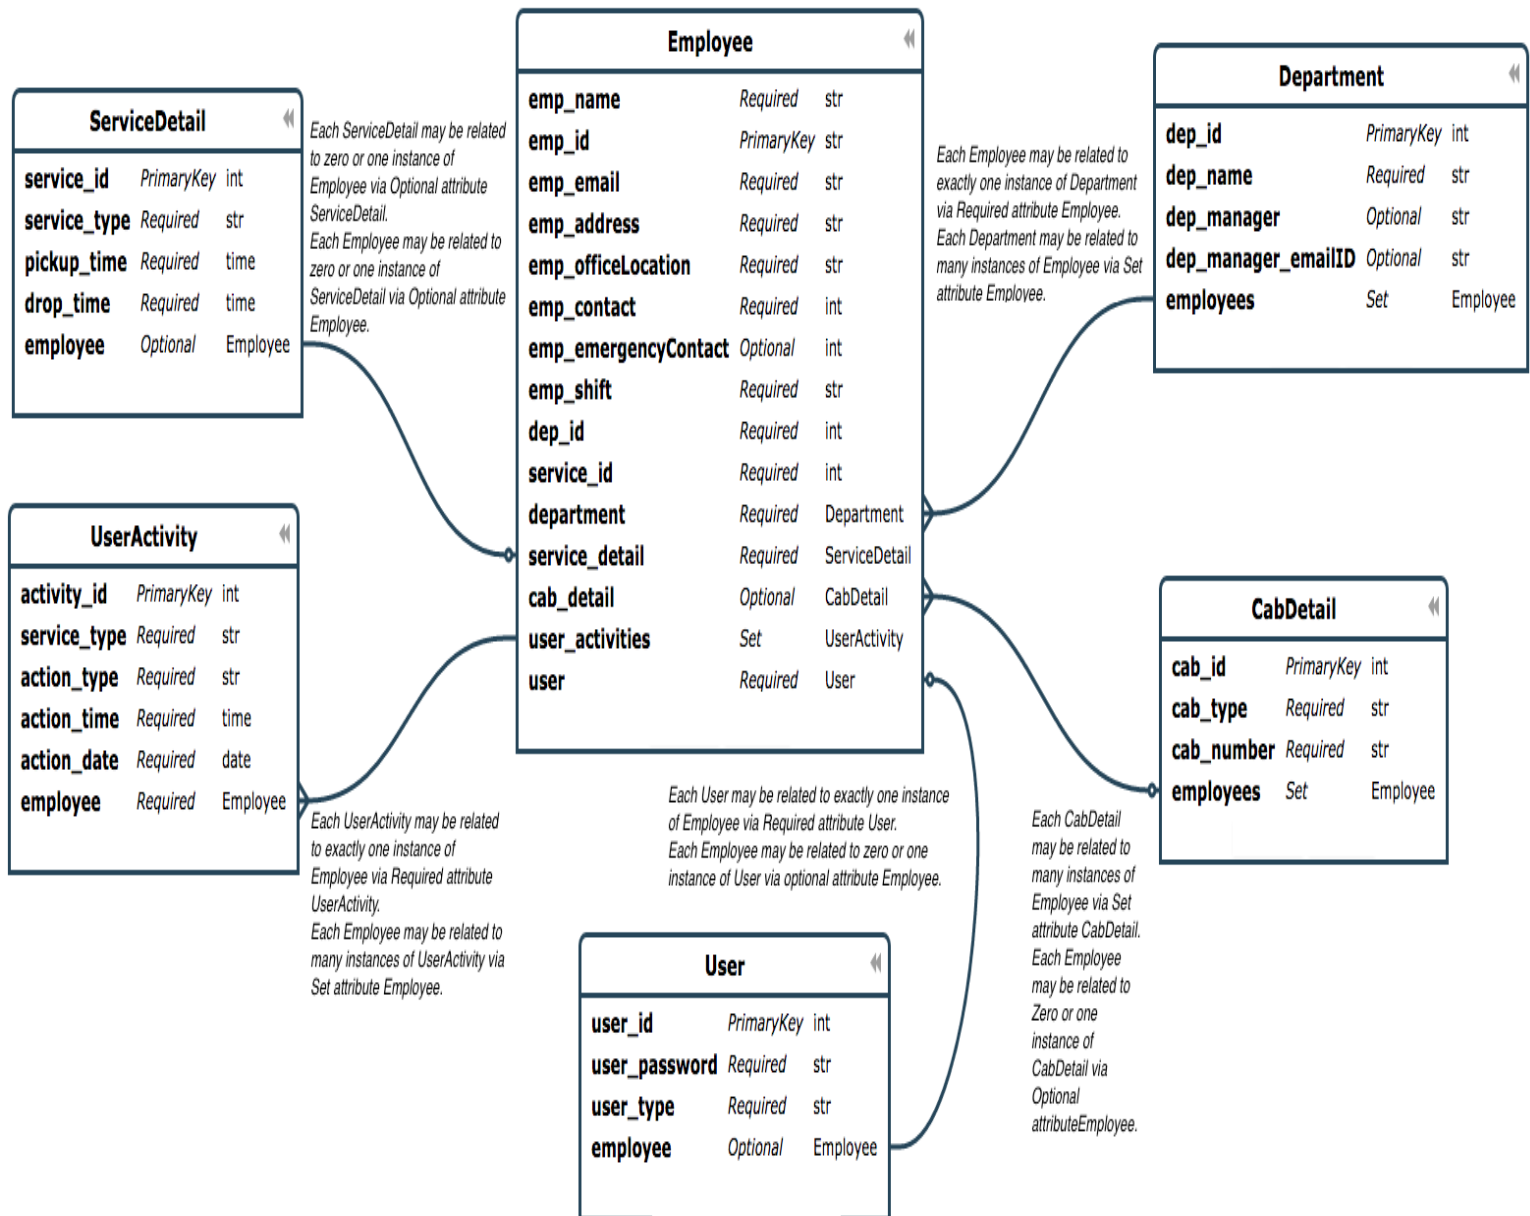 Employee
emp_name Required str
emp_id PrimaryKey str
emp_email Required str
emp_address Required str
emp_officeLocation Required str
emp_contact Required int
emp_emergencyContact Optional int
emp_shift Required str
dep_id Required int
service_id Required int
department Required Department
service_detail Required ServiceDetail
cab_detail Optional CabDetail
user_activities Set UserActivity
user Required User
ServiceDetail
service_id PrimaryKey int
service_type Required str
pickup_time Required time
drop_time Required time
employee Optional Employee
Each ServiceDetail may be related
to zero or one instance of
Employee via Optional attribute
ServiceDetail.
Each Employee may be related to
zero or one instance of
ServiceDetail via Optional attribute
Employee.
Each Employee may be related to
exactly one instance of Department
via Required attribute Employee.
Each Department may be related to
many instances of Employee via Set
attribute Employee.
Department
dep_id PrimaryKey int
dep_name Required str
dep_manager Optional str
dep_manager_emailID Optional str
employees Set Employee
UserActivity
activity_id PrimaryKey int
service_type Required str
action_type Required str
action_time Required time
action_date Required date
employee Required Employee
Each UserActivity may be related
to exactly one instance of
Employee via Required attribute
UserActivity.
Each Employee may be related to
many instances of UserActivity via
Set attribute Employee.
Each User may be related to exactly one instance
of Employee via Required attribute User.
Each Employee may be related to zero or one
instance of User via optional attribute Employee.
CabDetail
cab_id PrimaryKey int
cab_type Required str
cab_number Required str
employees Set Employee
Each CabDetail
may be related to
many instances of
Employee via Set
attribute CabDetail.
Each Employee
may be related to
Zero or one
instance of
CabDetail via
Optional
attributeEmployee.
User
user_id PrimaryKey int
user_password Required str
user_type Required str
employee Optional Employee